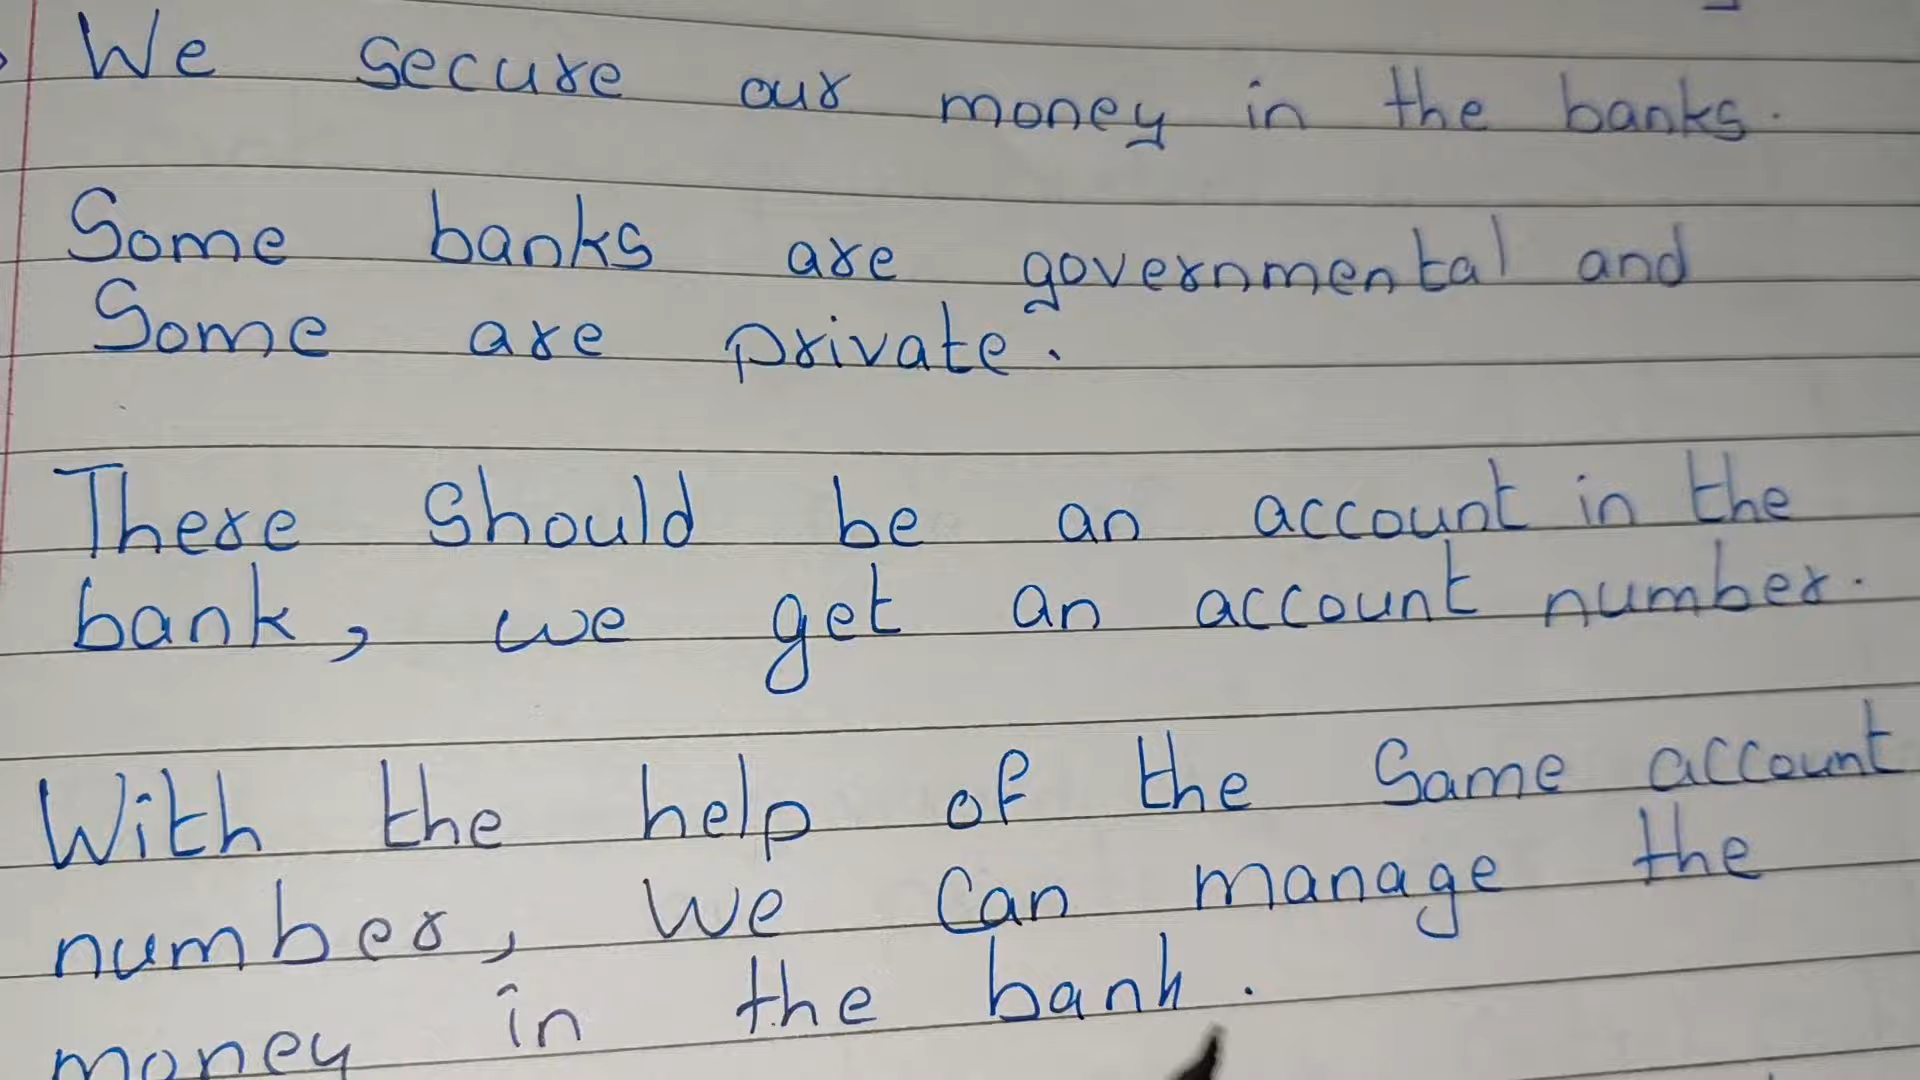 We secure our money in the banks.
Some banks are governmental and
Some are private.
There should be an account in the
bank, we get an account number.
With the help of the same account
number, we can manage the
money in the bank.